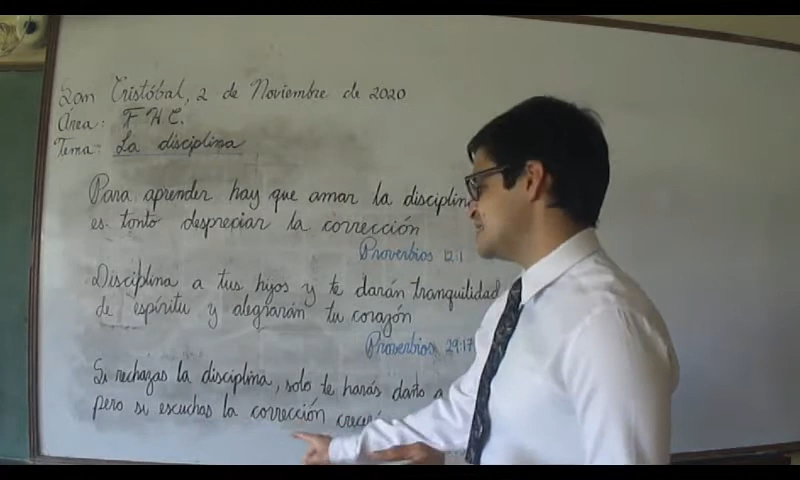 San Cristóbal, 2 de Noviembre de 2020
Área: F H C.
Tema: La disciplina
Para aprender hay que amar la disciplin
es tonto despreciar la corrección
Proverbios 12:1
Disciplina a tus hijos y te darán tranquilidad
de espíritu y alegrarán tu corazón
Proverbios 29:17
Si rechazas la disciplina, solo te harás daño a
pero si escuchas la corrección